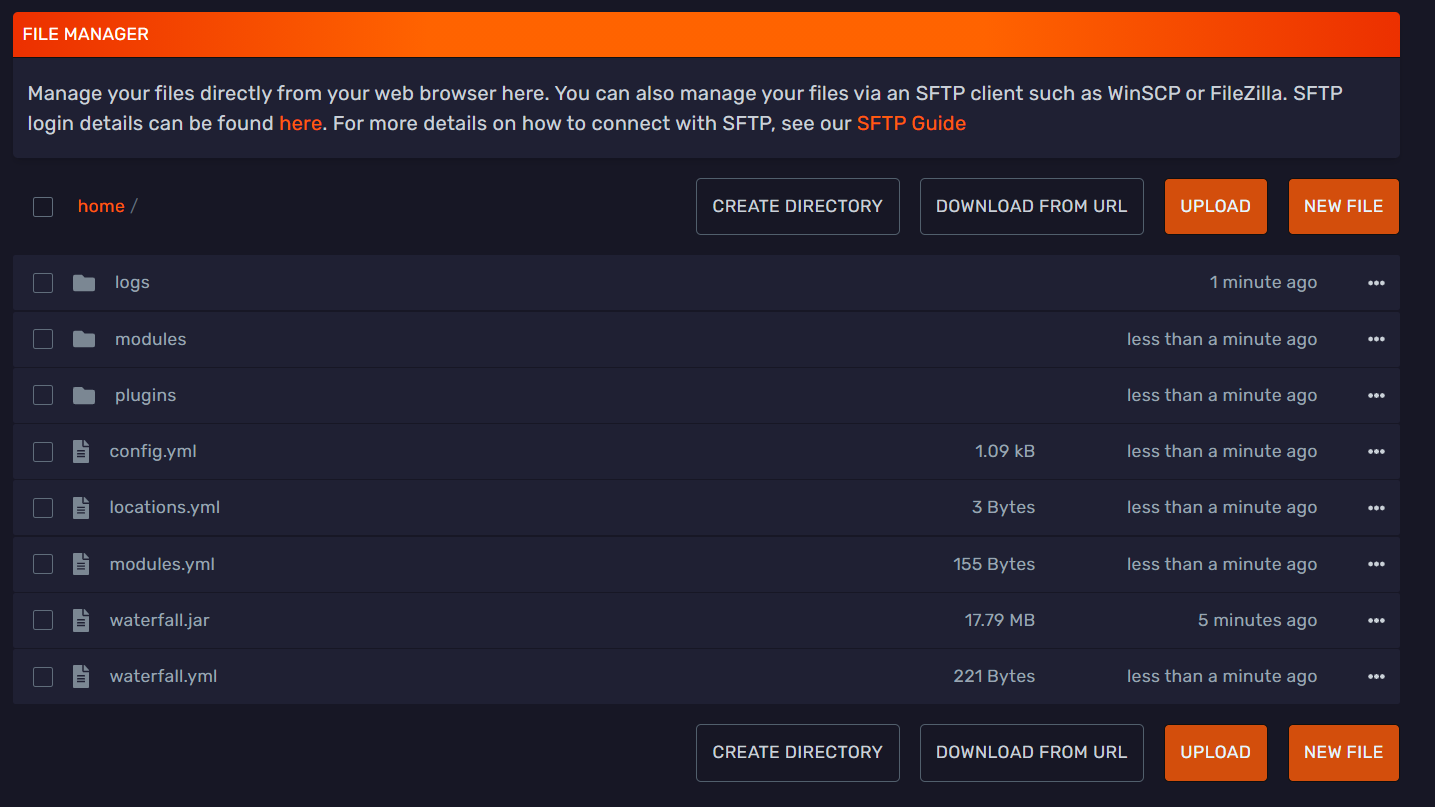 FILE MANAGER
Manage your files directly from your web browser here. You can also manage your files via an SFTP client such as WinSCP or FileZilla. SFTP
login details can be found here. For more details on how to connect with SFTP, see our SFTP Guide
home / CREATE DIRECTORY DOWNLOAD FROM URL UPLOAD NEW FILE
logs 1 minute ago
modules less than a minute ago
plugins less than a minute ago
config.yml 1.09 kB less than a minute ago
locations.yml 3 Bytes less than a minute ago
modules.yml 155 Bytes less than a minute ago
waterfall.jar 17.79 MB 5 minutes ago
waterfall.yml 221 Bytes less than a minute ago
CREATE DIRECTORY DOWNLOAD FROM URL UPLOAD NEW FILE